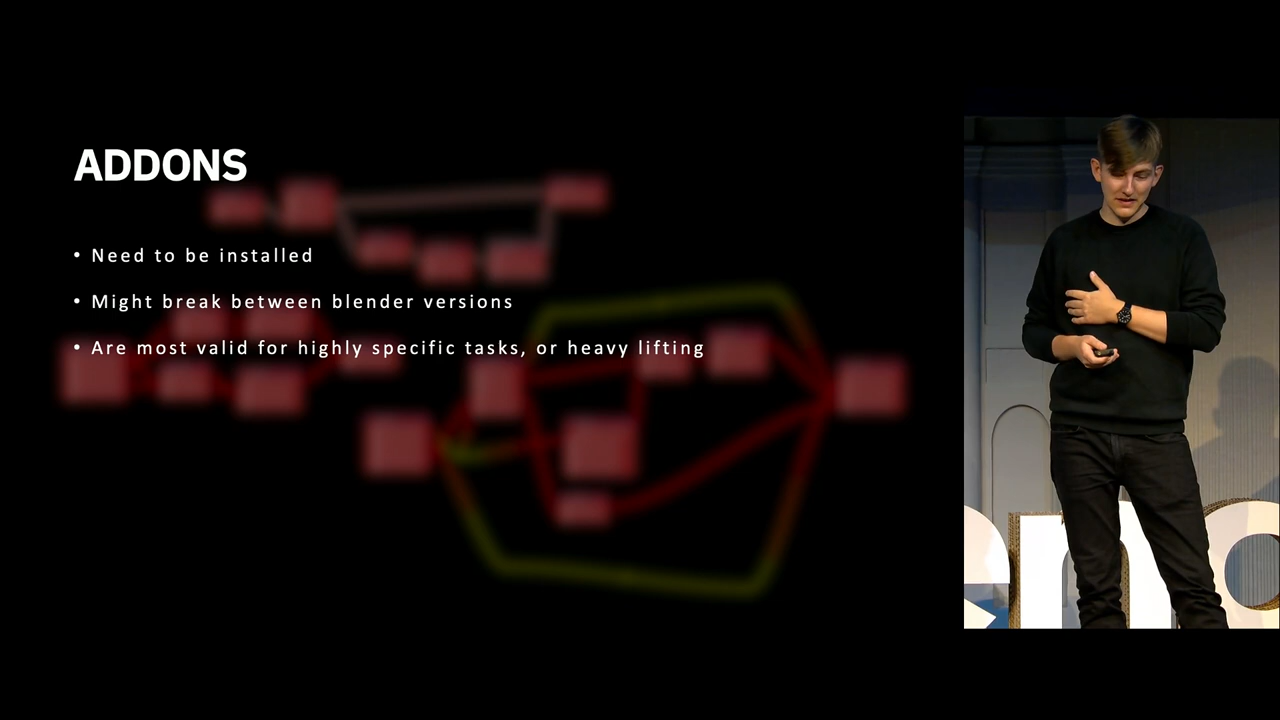 ADDONS
• Need to be installed
• Might break between blender versions
• Are most valid for highly specific tasks, or heavy lifting